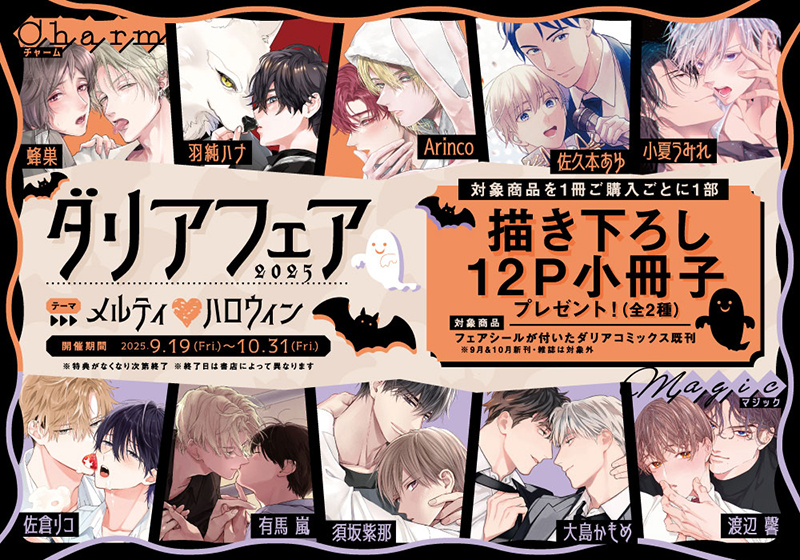 Charm
チャーム
蜂巣
羽純ハナ
Arinco
佐久本あゆ
小夏うみれ
ダリアフェア
2025
テーマ
メルティ♥ハロウィン
開催期間 2025.9.19(Fri.)〜10.31(Fri.)
※特典がなくなり次第終了 ※終了日は書店によって異なります
対象商品を1冊ご購入ごとに1部
描き下ろし
12P小冊子
プレゼント!(全2種)
対象商品
フェアシールが付いたダリアコミックス既刊
※9月&10月新刊・雑誌は対象外
Magic
マジック
佐倉リコ
有馬 嵐
須坂紫那
大島かもめ
渡辺 馨